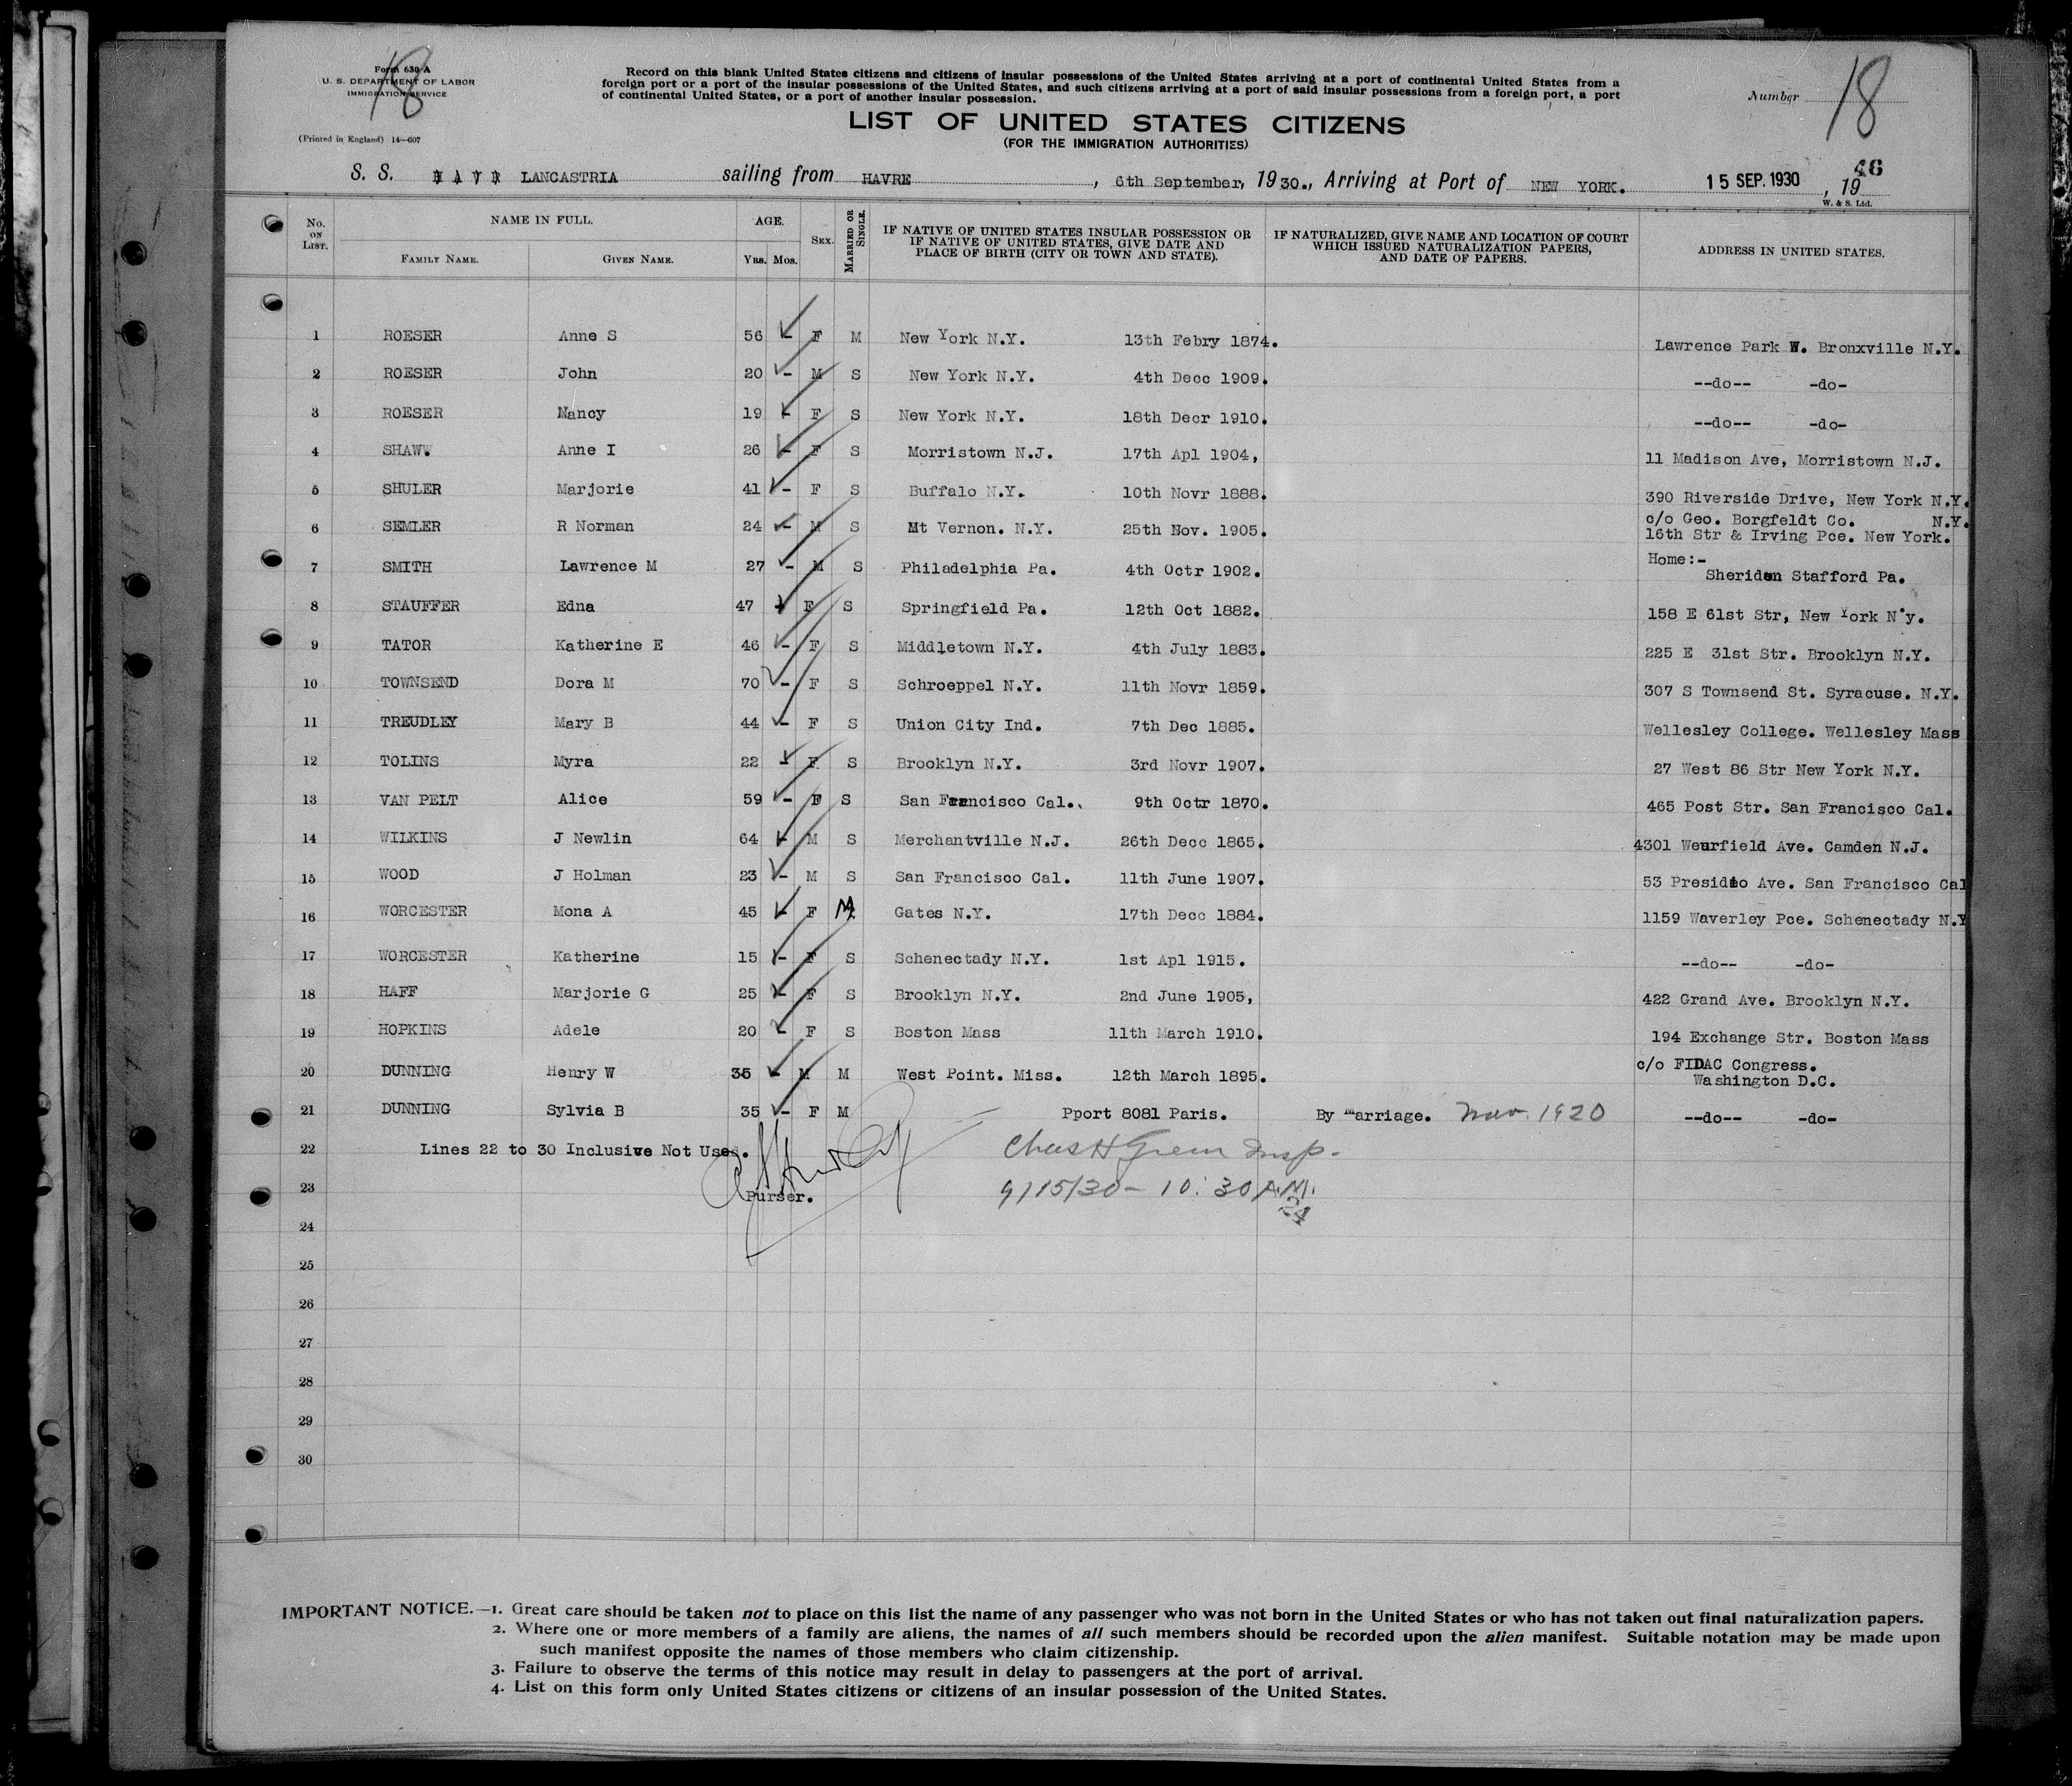 18
Form 630 A
U. S. DEPARTMENT OF LABOR
IMMIGRATION SERVICE
(Printed in England) 14—607
Record on this blank United States citizens and citizens of insular possessions of the United States arriving at a port of continental United States from a
foreign port or a port of the insular possessions of the United States, and such citizens arriving at a port of said insular possessions from a foreign port, a port
of continental United States, or a port of another insular possession.
Number 18
LIST OF UNITED STATES CITIZENS
(FOR THE IMMIGRATION AUTHORITIES)
S. S. LANCASTRIA sailing from HAVRE, 6th September, 1930., Arriving at Port of NEW YORK. 15 SEP. 1930, 19 46
W. & S. Ltd.
No. ON LIST. NAME IN FULL. FAMILY NAME. GIVEN NAME. AGE. Yrs. Mos. SEX. MARRIED OR SINGLE. IF NATIVE OF UNITED STATES INSULAR POSSESSION OR IF NATIVE OF UNITED STATES, GIVE DATE AND PLACE OF BIRTH (CITY OR TOWN AND STATE). IF NATURALIZED, GIVE NAME AND LOCATION OF COURT WHICH ISSUED NATURALIZATION PAPERS, AND DATE OF PAPERS. ADDRESS IN UNITED STATES.
1 ROESER Anne S 56 - F M New York N.Y. 13th Febry 1874. Lawrence Park W. Bronxville N.Y.
2 ROESER John 20 - M S New York N.Y. 4th Decc 1909. --do-- -do-
3 ROESER Nancy 19 - F S New York N.Y. 18th Decr 1910. --do-- -do-
4 SHAW. Anne I 26 - F S Morristown N.J. 17th Apl 1904, 11 Madison Ave, Morristown N.J.
5 SHULER Marjorie 41 - F S Buffalo N.Y. 10th Novr 1888. 390 Riverside Drive, New York N.Y.
6 SEMLER R Norman 24 - M S Mt Vernon. N.Y. 25th Nov. 1905. c/o Geo. Borgfeldt Co. N.Y.
16th Str & Irving Pce. New York.
7 SMITH Lawrence M 27 - M S Philadelphia Pa. 4th Octr 1902. Home:-
Sheridan Stafford Pa.
8 STAUFFER Edna 47 - F S Springfield Pa. 12th Oct 1882. 158 E 61st Str, New York N'y.
9 TATOR Katherine E 46 - F S Middletown N.Y. 4th July 1883. 225 E 31st Str. Brooklyn N.Y.
10 TOWNSEND Dora M 70 - F S Schroeppel N.Y. 11th Novr 1859. 307 S Townsend St. Syracuse. N.Y.
11 TREUDLEY Mary B 44 - F S Union City Ind. 7th Dec 1885. Wellesley College. Wellesley Mass
12 TOLINS Myra 22 - F S Brooklyn N.Y. 3rd Novr 1907. 27 West 86 Str New York N.Y.
13 VAN PELT Alice 59 - F S San Francisco Cal.. 9th Octr 1870. 465 Post Str. San Francisco Cal.
14 WILKINS J Newlin 64 - M S Merchantville N.J. 26th Decc 1865. 4301 Ave. Camden N.J.
15 WOOD J Holman 23 - M S San Francisco Cal. 11th June 1907. 53 Presidio Ave. San Francisco Cal
16 WORCESTER Mona A 45 - F M Gates N.Y. 17th Decc 1884. 1159 Waverley Pce. Schenectady N.Y
17 WORCESTER Katherine 15 - F S Schenectady N.Y. 1st Apl 1915. --do-- -do-
18 HAFF Marjorie G 25 - F S Brooklyn N.Y. 2nd June 1905, 422 Grand Ave. Brooklyn N.Y.
19 HOPKINS Adele 20 - F S Boston Mass 11th March 1910. 194 Exchange Str. Boston Mass
20 DUNNING Henry W 35 - M M West Point. Miss. 12th March 1895. c/o FIDAC Congress.
Washington D.C.
21 DUNNING Sylvia B 35 - F M Pport 8081 Paris. By marriage. Nov. 1920 --do-- -do-
22 Lines 22 to 30 Inclusive Not Used. Chas H Green Insp.
23 Purser. 9/15/30 - 10:30 A.M.
24
24
25
26
27
28
29
30
IMPORTANT NOTICE.—1. Great care should be taken not to place on this list the name of any passenger who was not born in the United States or who has not taken out final naturalization papers.
2. Where one or more members of a family are aliens, the names of all such members should be recorded upon the alien manifest. Suitable notation may be made upon
such manifest opposite the names of those members who claim citizenship.
3. Failure to observe the terms of this notice may result in delay to passengers at the port of arrival.
4. List on this form only United States citizens or citizens of an insular possession of the United States.